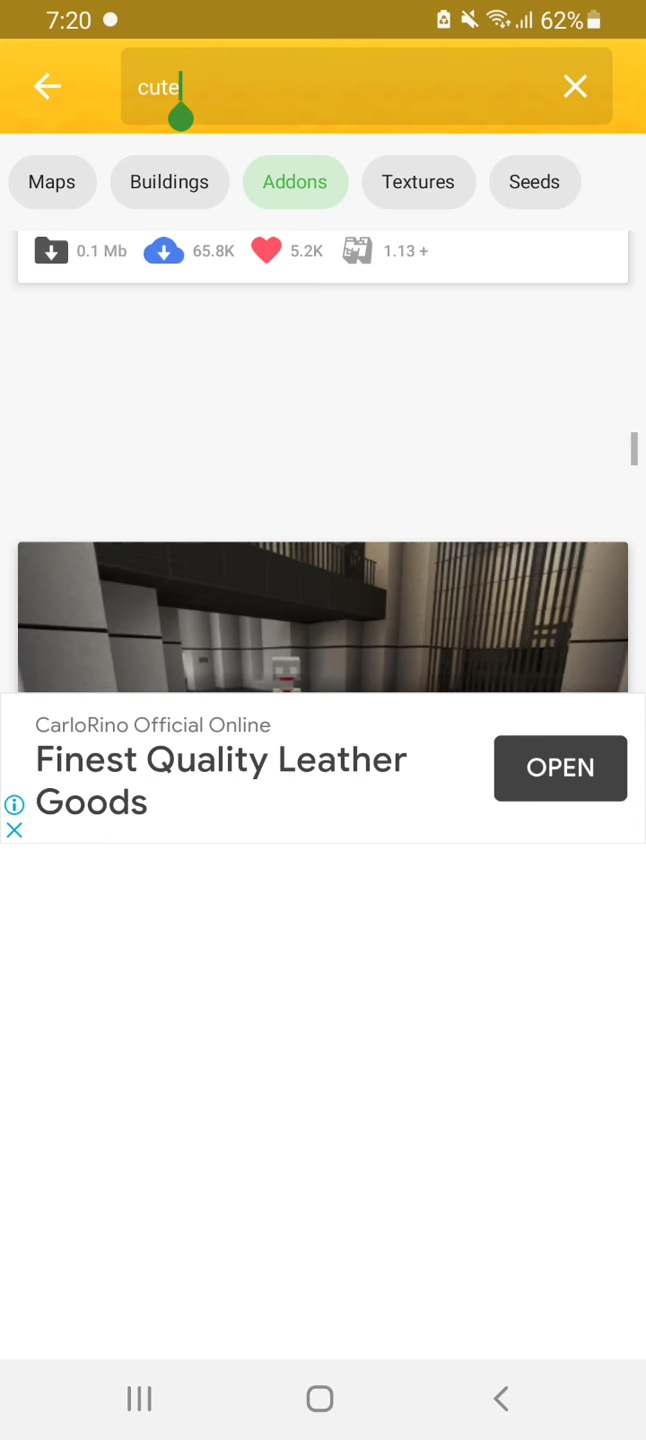 7:20
62%
cute
Maps
Buildings
Addons
Textures
Seeds
0.1 Mb
65.8K
5.2K
1.13 +
CarloRino Official Online
Finest Quality Leather
Goods
OPEN